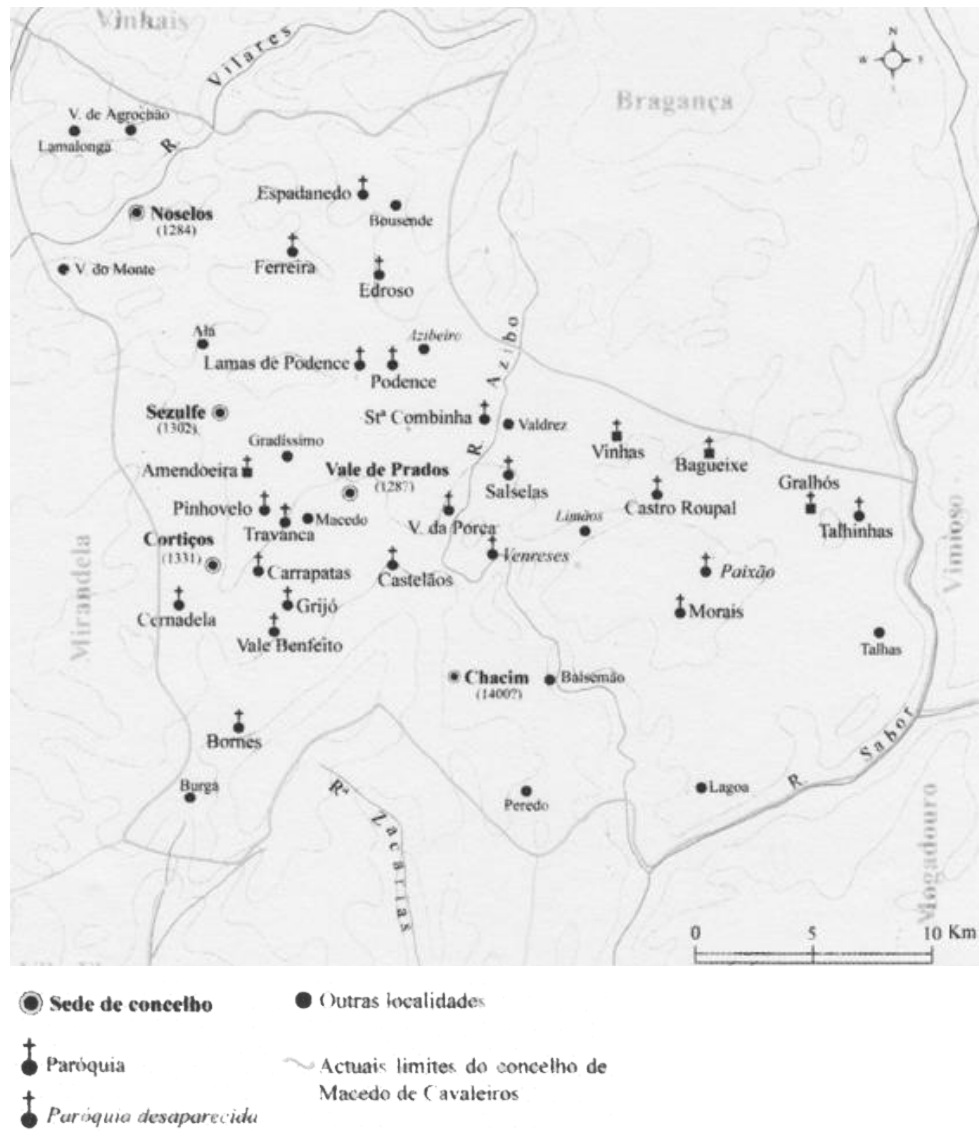 Vinhais
R. Vilares
N
W
Bragança
V. de Agrochão
Lamalonga
Espadanedo
Bousende
Noselos
(1284)
Ferreira
V. do Monte
Edroso
R. Azibo
Alá
Azibeiro
Lamas de Podence
Podence
Stª Combinha
Sezulfe
(1302)
Valdrez
Vinhas
Gradíssimo
Bagueixe
Amendoeira
Vale de Prados
(1287)
Salselas
Gralhós
Castro Roupal
Pinhovelo
Macedo
Travanca
V. da Porca
Limãos
Talhinhas
Vimioso
Cortiços
(1331)
Venreses
Carrapatas
Castelãos
Paixão
Mirandela
Cernadela
Grijó
Morais
Vale Benfeito
Talhas
Chacim
(1400?)
Balsemão
Bornes
R. Sabor
Burga
Rª Zacarias
Peredo
Lagoa
Mogadouro
0 5 10 Km
Sede de concelho
Outras localidades
Paróquia
Actuais limites do concelho de
Macedo de Cavaleiros
Paróquia desaparecida